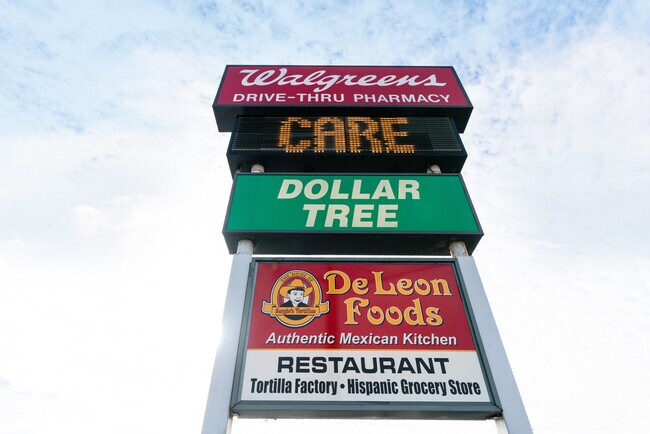 Walgreens
DRIVE-THRU PHARMACY
CARE
DOLLAR
TREE
De Leon
Foods
Authentic Mexican Kitchen
RESTAURANT
Tortilla Factory • Hispanic Grocery Store